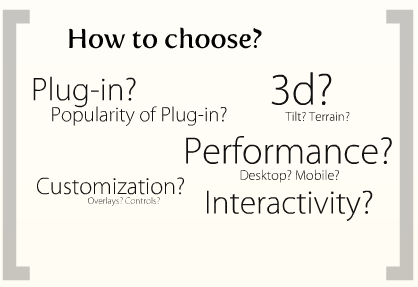 How to choose?
Plug-in?
Popularity of Plug-in?
3d?
Tilt? Terrain?
Performance?
Desktop? Mobile?
Customization?
Overlays? Controls?
Interactivity?